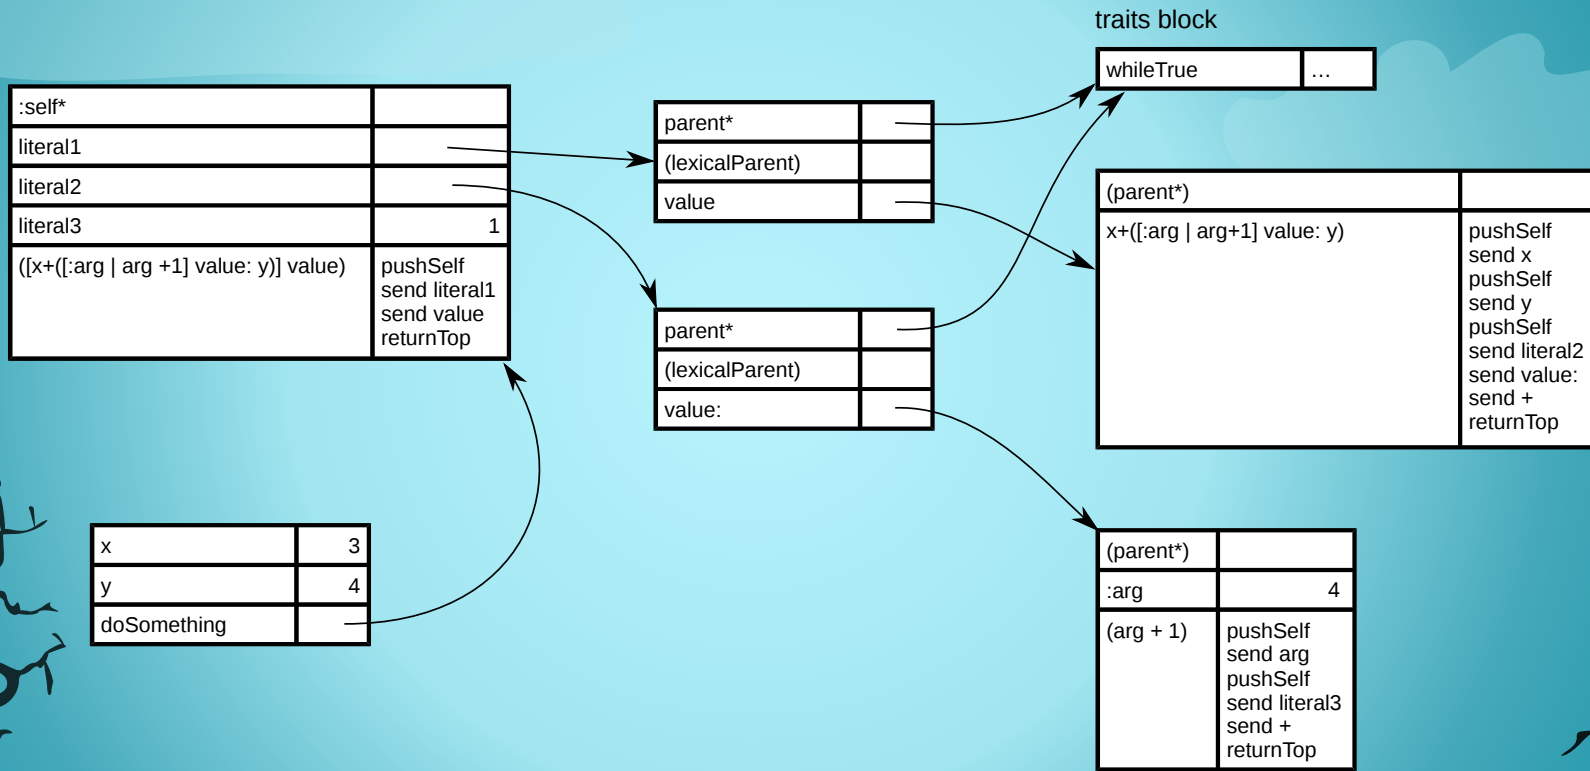 traits block
whileTrue
...
:self*
literal1
literal2
literal3
1
([x+([:arg | arg +1] value: y)] value)
pushSelf
send literal1
send value
returnTop
parent*
(lexicalParent)
value
(parent*)
x+([:arg | arg+1] value: y)
pushSelf
send x
pushSelf
send y
pushSelf
send literal2
send value:
send +
returnTop
parent*
(lexicalParent)
value:
x
3
y
4
doSomething
(parent*)
:arg
4
(arg + 1)
pushSelf
send arg
pushSelf
send literal3
send +
returnTop